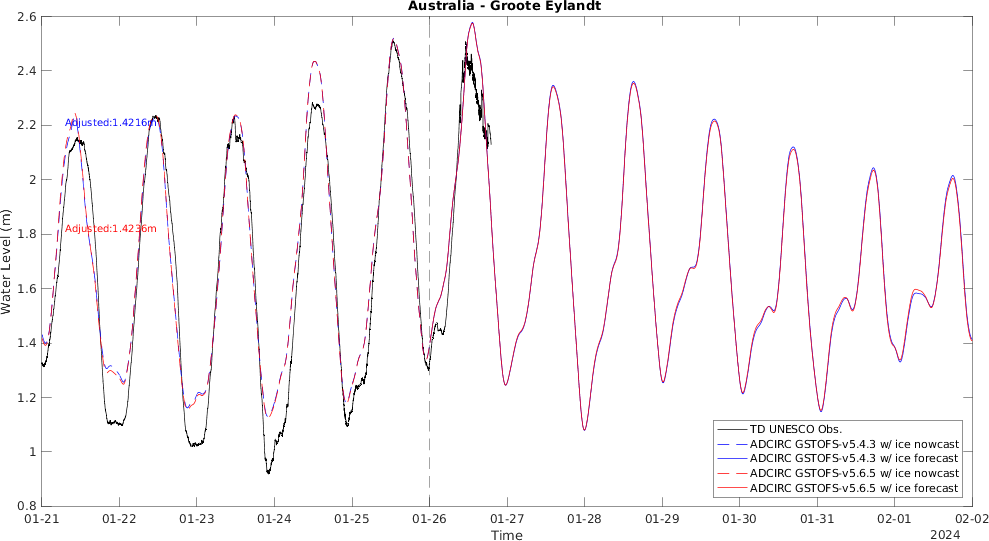 Australia - Groote Eylandt
2.6
2.4
2.2
2
1.8
1.6
1.4
1.2
1
0.8
Water Level (m)
Adjusted:1.4216m
Adjusted:1.4236m
TD UNESCO Obs.
ADCIRC GSTOFS-v5.4.3 w/ ice nowcast
ADCIRC GSTOFS-v5.4.3 w/ ice forecast
ADCIRC GSTOFS-v5.6.5 w/ ice nowcast
ADCIRC GSTOFS-v5.6.5 w/ ice forecast
01-21 01-22 01-23 01-24 01-25 01-26 01-27 01-28 01-29 01-30 01-31 02-01 02-02
Time
2024